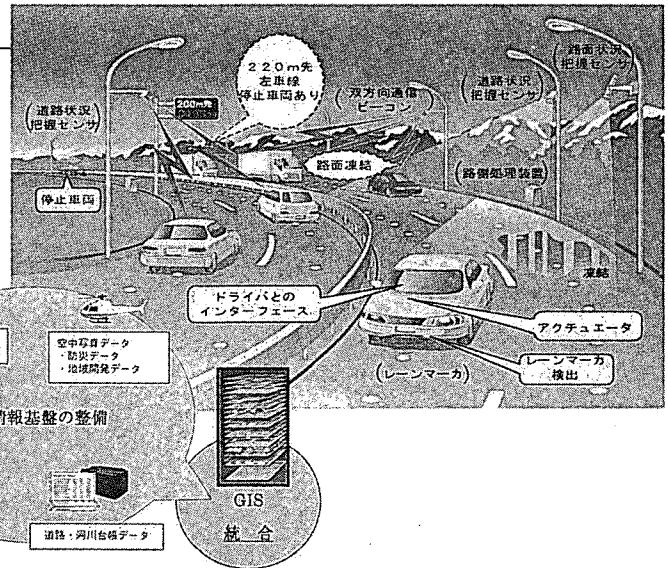 220m先
左車線
停止車両あり
路面状況
把握センサ
道路状況
把握センサ
双方向通信
ビーコン
200m先
道路状況
把握センサ
路面凍結
路側処理装置
停止車両
凍結
ドライバとの
インターフェース
アクチュエータ
レーンマーカ
検出
(レーンマーカ)
空中写真データ
・防災データ
・地域開発データ
情報基盤の整備
GIS
統合
道路・河川台帳データ